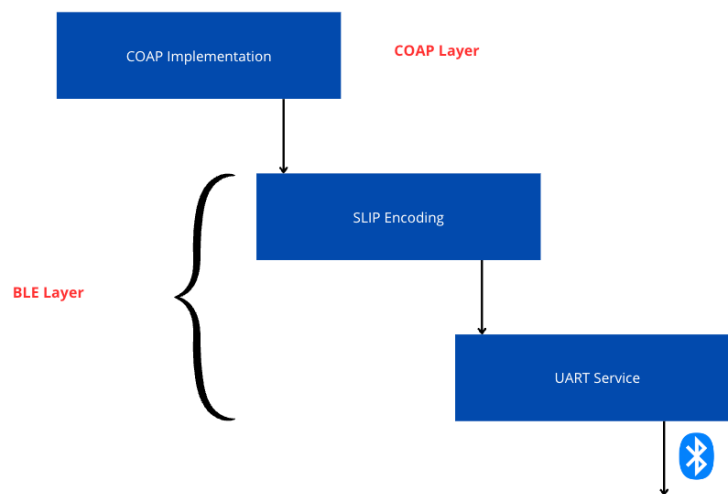 COAP Implementation
COAP Layer
SLIP Encoding
BLE Layer
UART Service